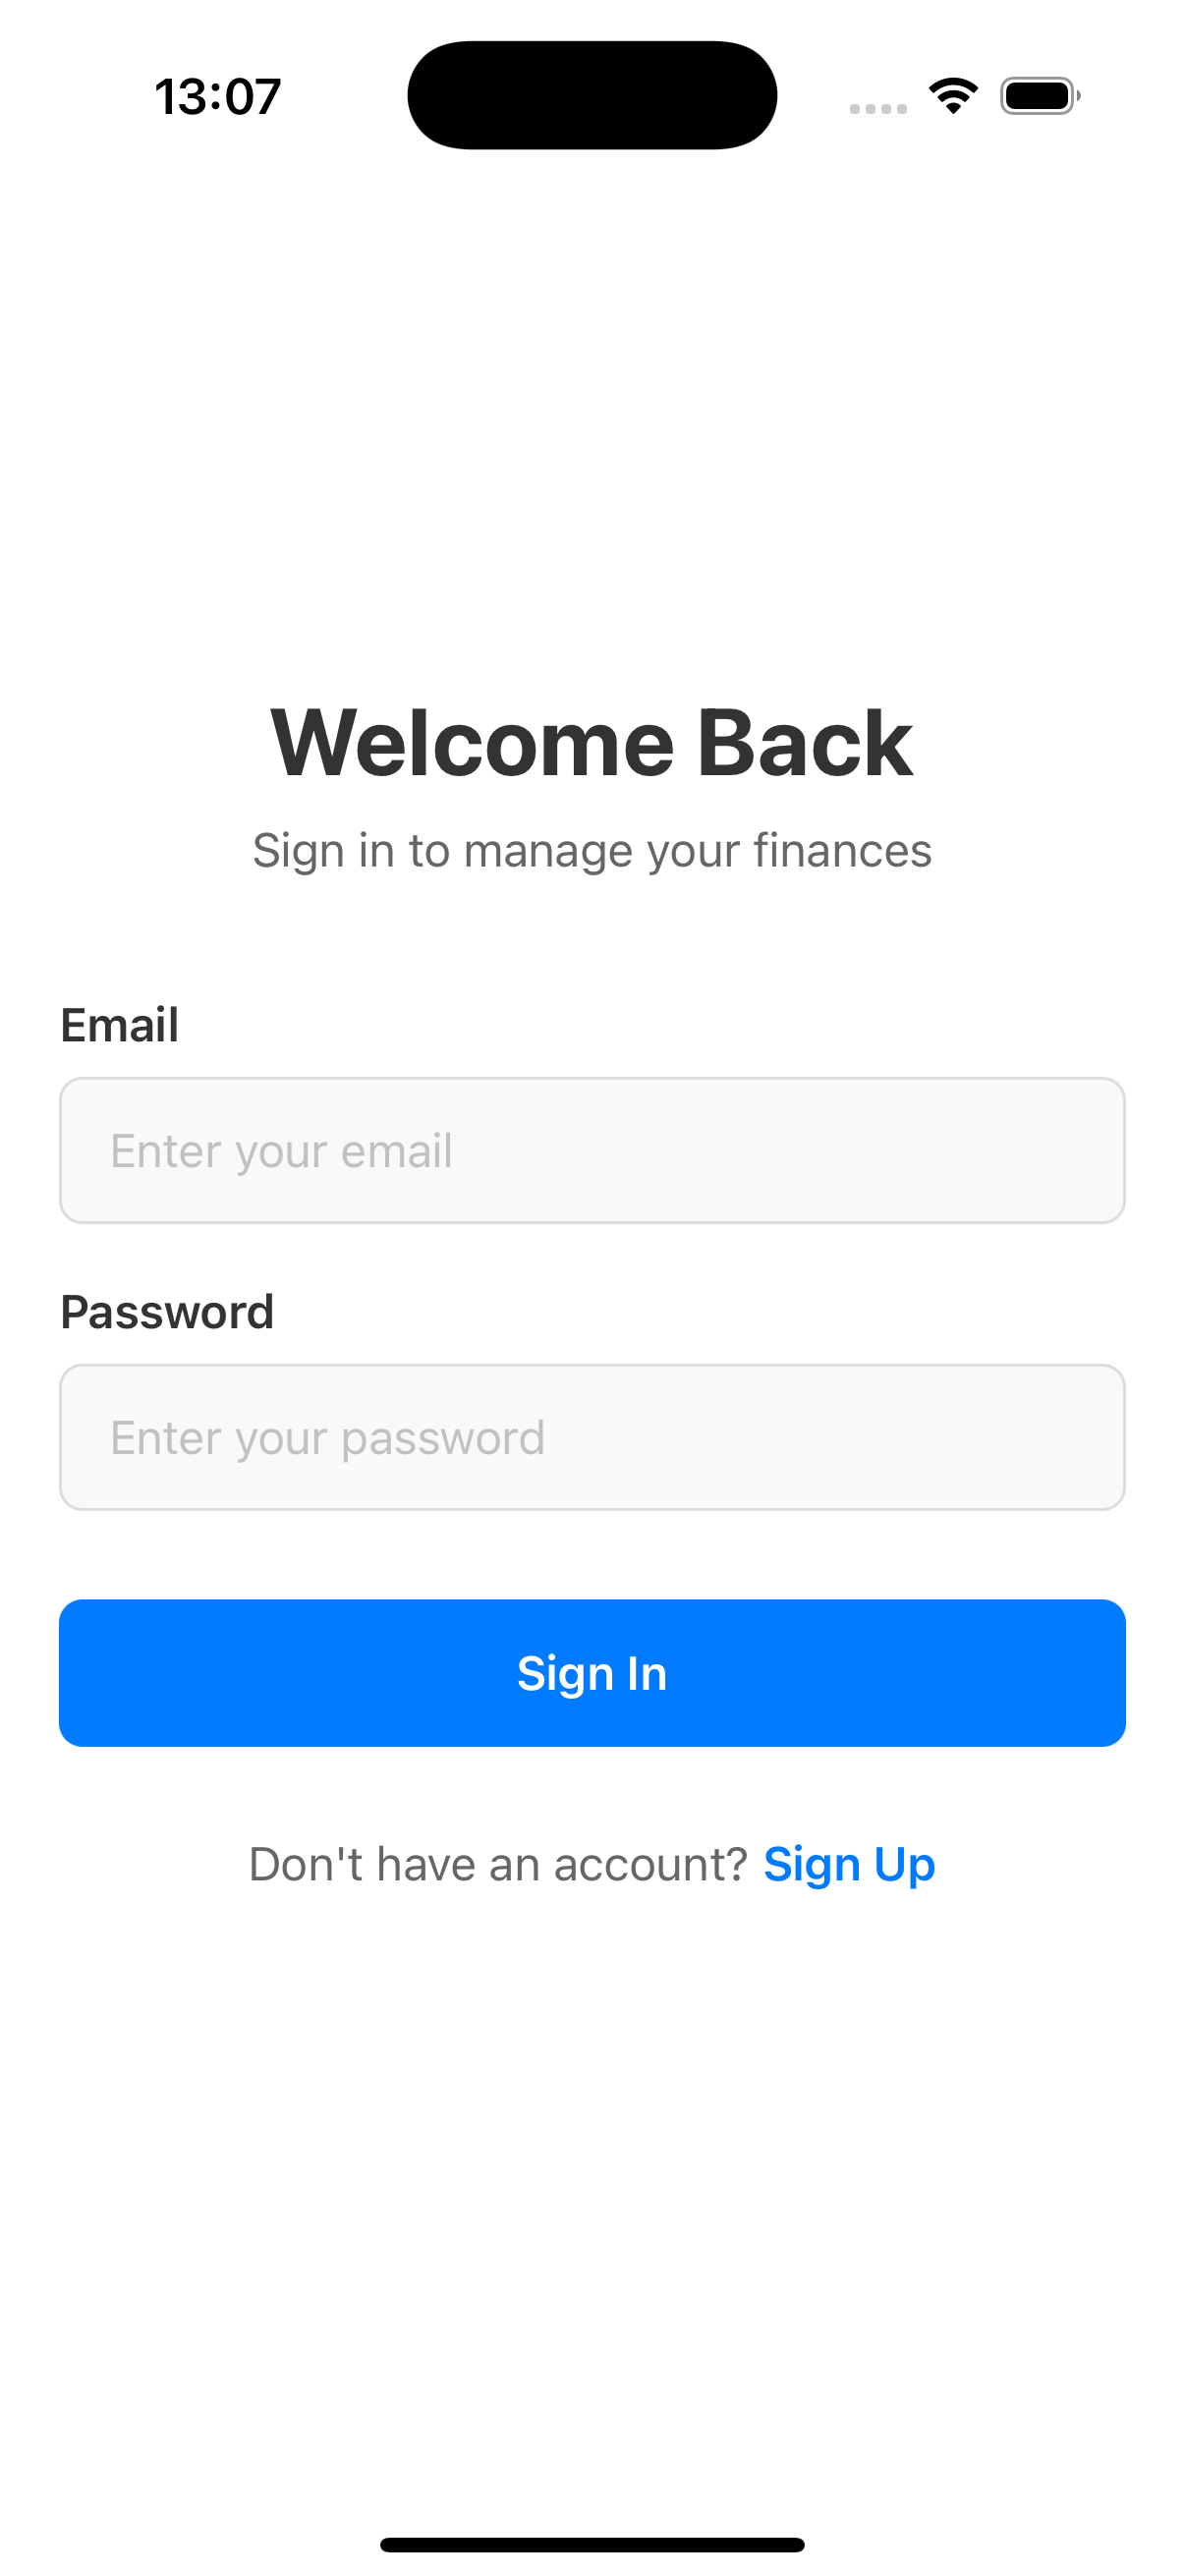 13:07
Welcome Back
Sign in to manage your finances
Email
Enter your email
Password
Enter your password
Sign In
Don't have an account? Sign Up